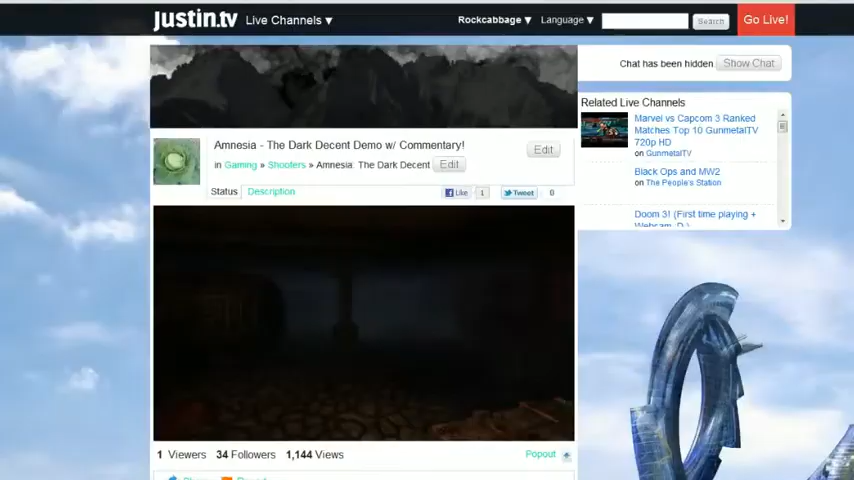 Justin.tv Live Channels ▼ Rockcabbage ▼ Language ▼ Search Go Live!
Chat has been hidden Show Chat
Related Live Channels
Marvel vs Capcom 3 Ranked
Matches Top 10 GunmetalTV
720p HD
on GunmetalTV
Black Ops and MW2
on The People's Station
Doom 3! (First time playing +
Webcam :D )
Amnesia - The Dark Decent Demo w/ Commentary! Edit
in Gaming » Shooters » Amnesia: The Dark Decent Edit
Status Description Like 1 Tweet 0
1 Viewers 34 Followers 1,144 Views Popout